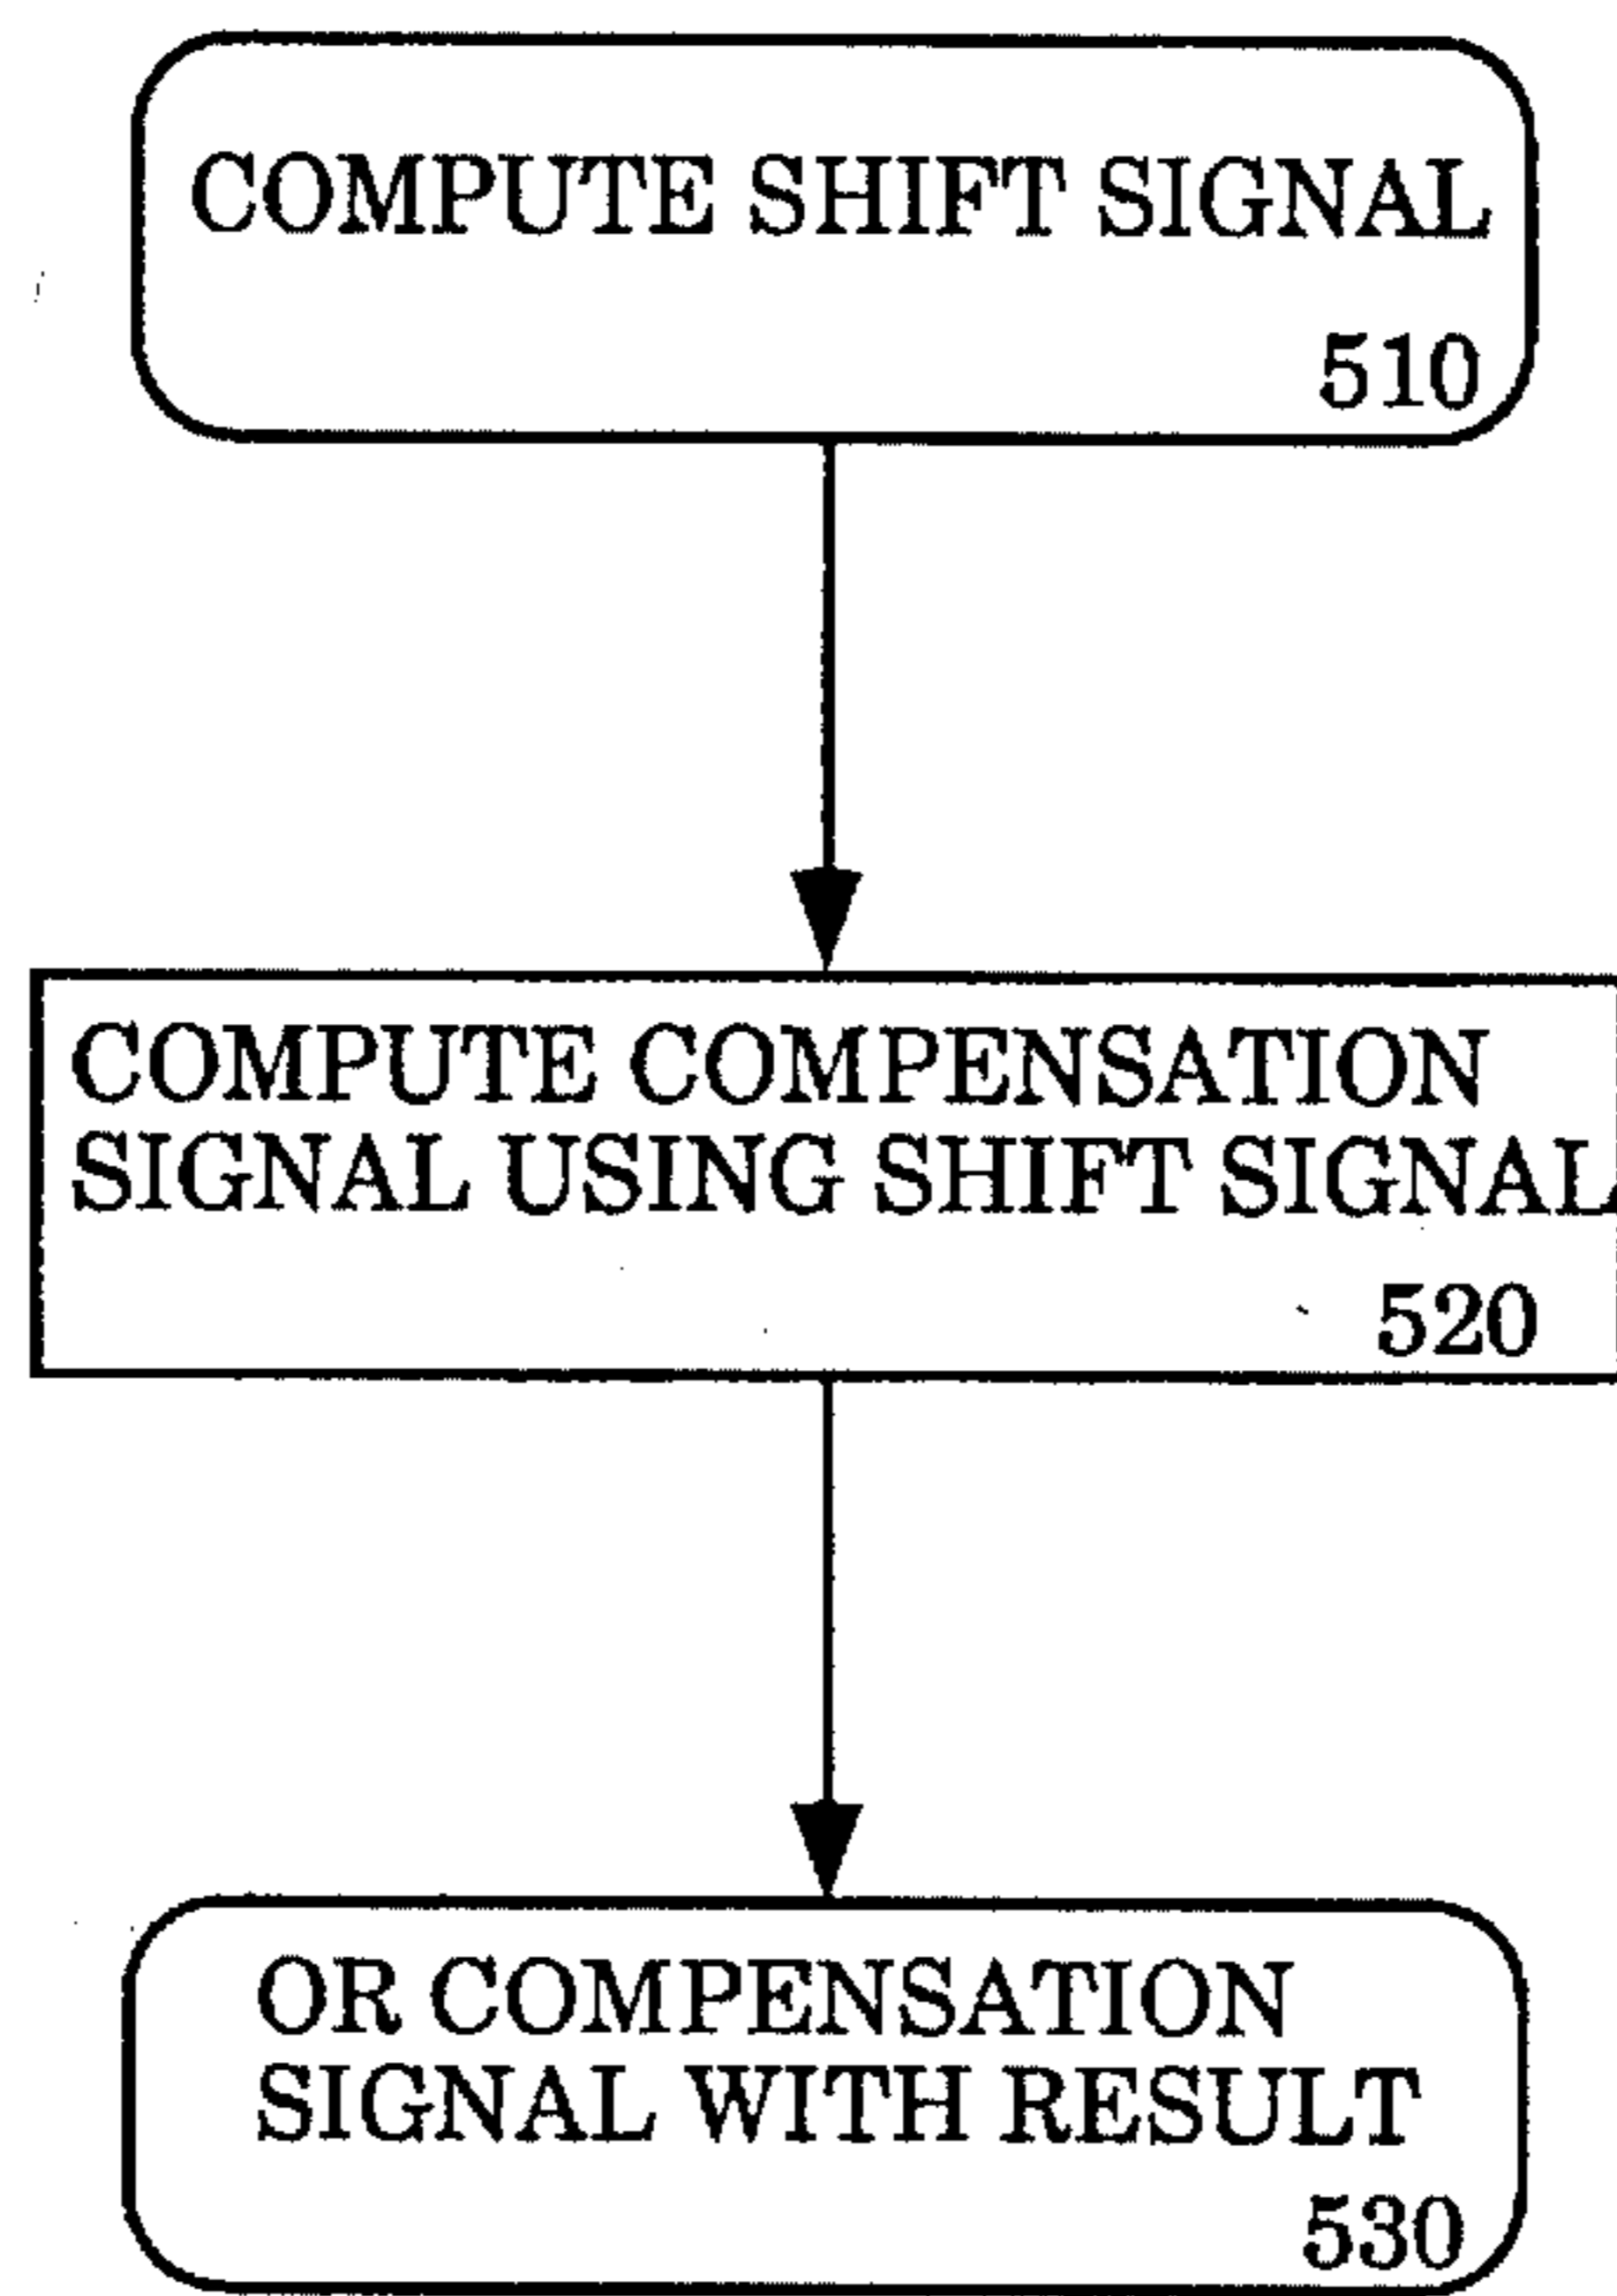 COMPUTE SHIFT SIGNAL
510
COMPUTE COMPENSATION
SIGNAL USING SHIFT SIGNAL
520
OR COMPENSATION
SIGNAL WITH RESULT
530